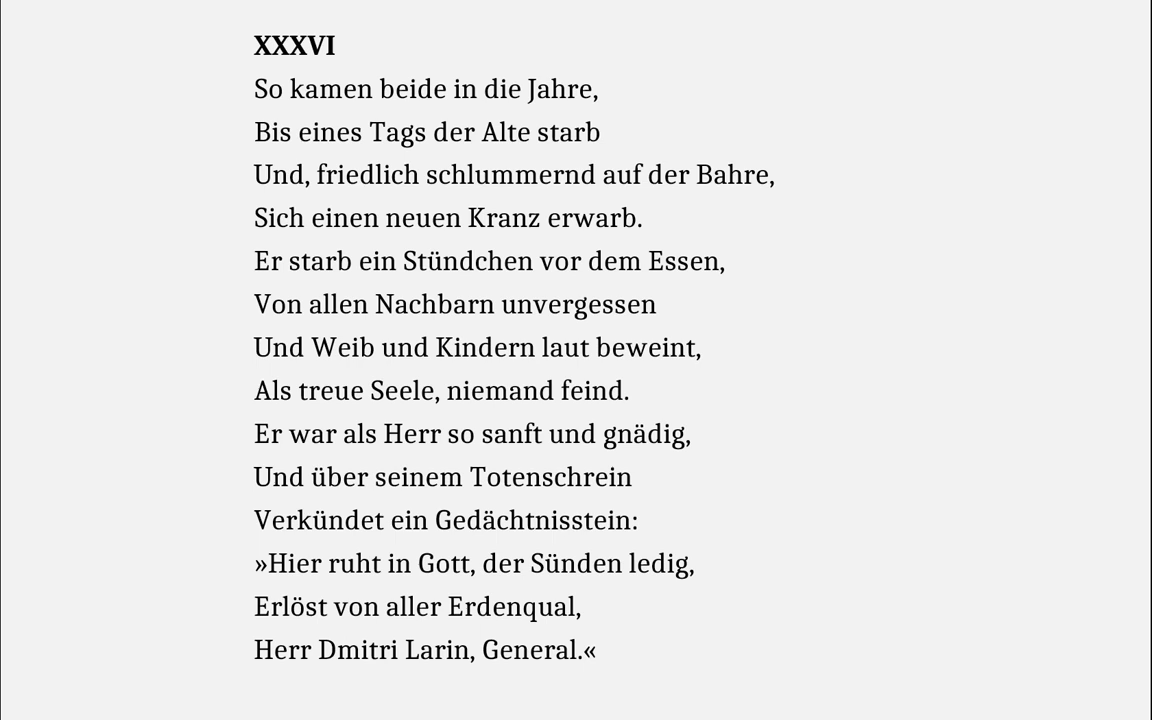 XXXVI
So kamen beide in die Jahre,
Bis eines Tags der Alte starb
Und, friedlich schlummernd auf der Bahre,
Sich einen neuen Kranz erwarb.
Er starb ein Stündchen vor dem Essen,
Von allen Nachbarn unvergessen
Und Weib und Kindern laut beweint,
Als treue Seele, niemand feind.
Er war als Herr so sanft und gnädig,
Und über seinem Totenschrein
Verkündet ein Gedächtnisstein:
»Hier ruht in Gott, der Sünden ledig,
Erlöst von aller Erdenqual,
Herr Dmitri Larin, General.«